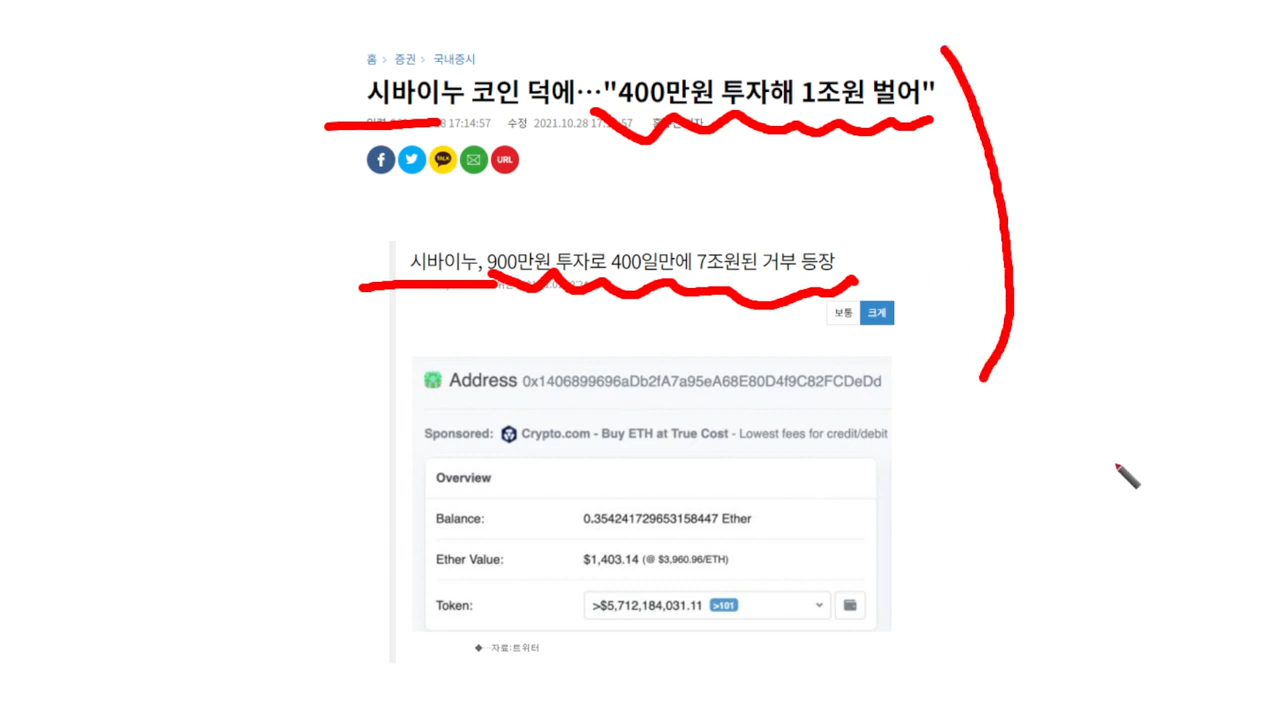 홈 > 증권 > 국내증시
시바이누 코인 덕에…"400만원 투자해 1조원 벌어"
17:14:57 수정 2021.10.28
TALK
URL
시바이누, 900만원 투자로 400일만에 7조원된 거부 등장
보통 크게
Address 0x1406899696aDb2fA7a95eA68E80D4f9C82FCDeDd
Sponsored: Crypto.com - Buy ETH at True Cost - Lowest fees for credit/debit
Overview
Balance: 0.354241729653158447 Ether
Ether Value: $1,403.14 (@ $3,960.96/ETH)
Token: >$5,712,184,031.11 >101
◆…자료:트위터